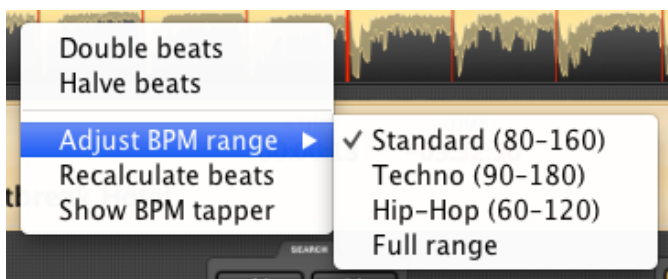 Double beats
Halve beats
Adjust BPM range
Recalculate beats
Show BPM tapper
✓ Standard (80–160)
Techno (90–180)
Hip–Hop (60–120)
Full range
SEARCH